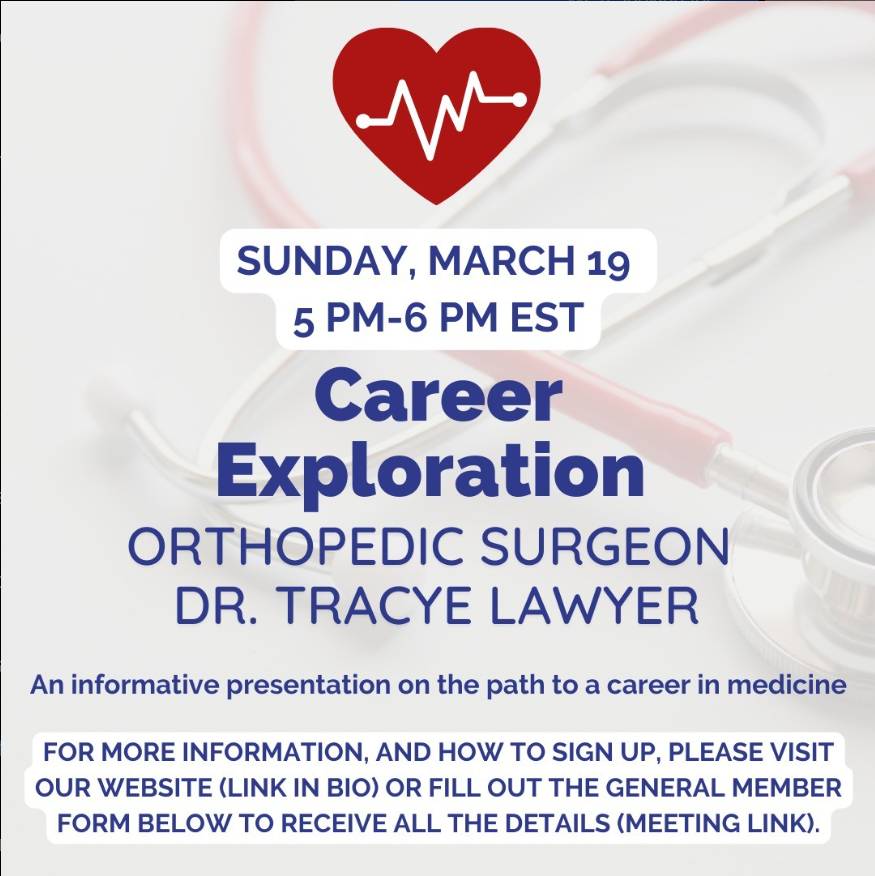 SUNDAY, MARCH 19
5 PM-6 PM EST
Career
Exploration
ORTHOPEDIC SURGEON
DR. TRACYE LAWYER
An informative presentation on the path to a career in medicine
FOR MORE INFORMATION, AND HOW TO SIGN UP, PLEASE VISIT
OUR WEBSITE (LINK IN BIO) OR FILL OUT THE GENERAL MEMBER
FORM BELOW TO RECEIVE ALL THE DETAILS (MEETING LINK).